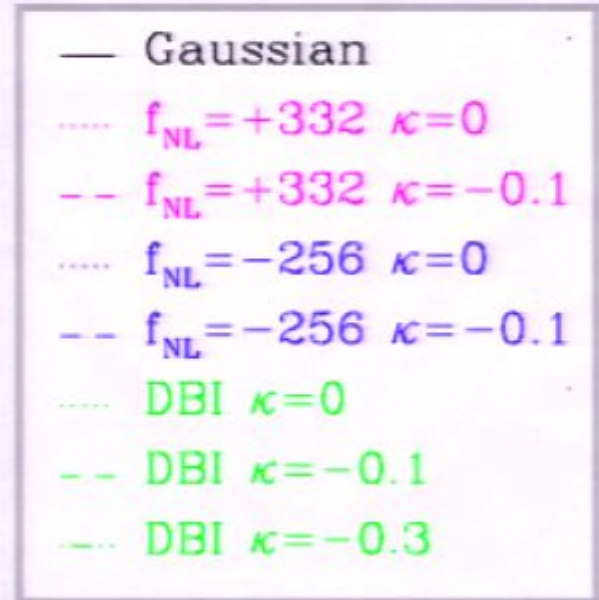 Gaussian
f_NL=+332 κ=0
f_NL=+332 κ=−0.1
f_NL=−256 κ=0
f_NL=−256 κ=−0.1
DBI κ=0
DBI κ=−0.1
DBI κ=−0.3